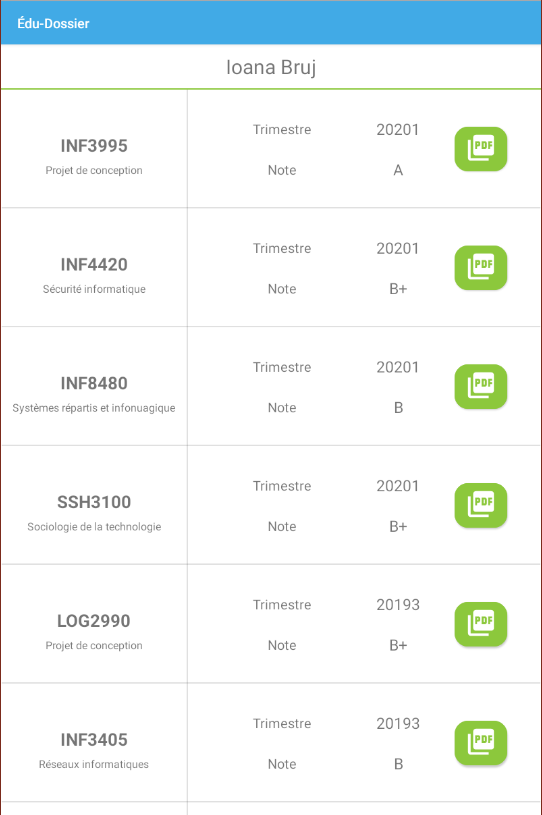 Édu-Dossier
Ioana Bruj
INF3995
Projet de conception
Trimestre 20201
Note A
PDF
INF4420
Sécurité informatique
Trimestre 20201
Note B+
PDF
INF8480
Systèmes répartis et infonuagique
Trimestre 20201
Note B
PDF
SSH3100
Sociologie de la technologie
Trimestre 20201
Note B+
PDF
LOG2990
Projet de conception
Trimestre 20193
Note B+
PDF
INF3405
Réseaux informatiques
Trimestre 20193
Note B
PDF